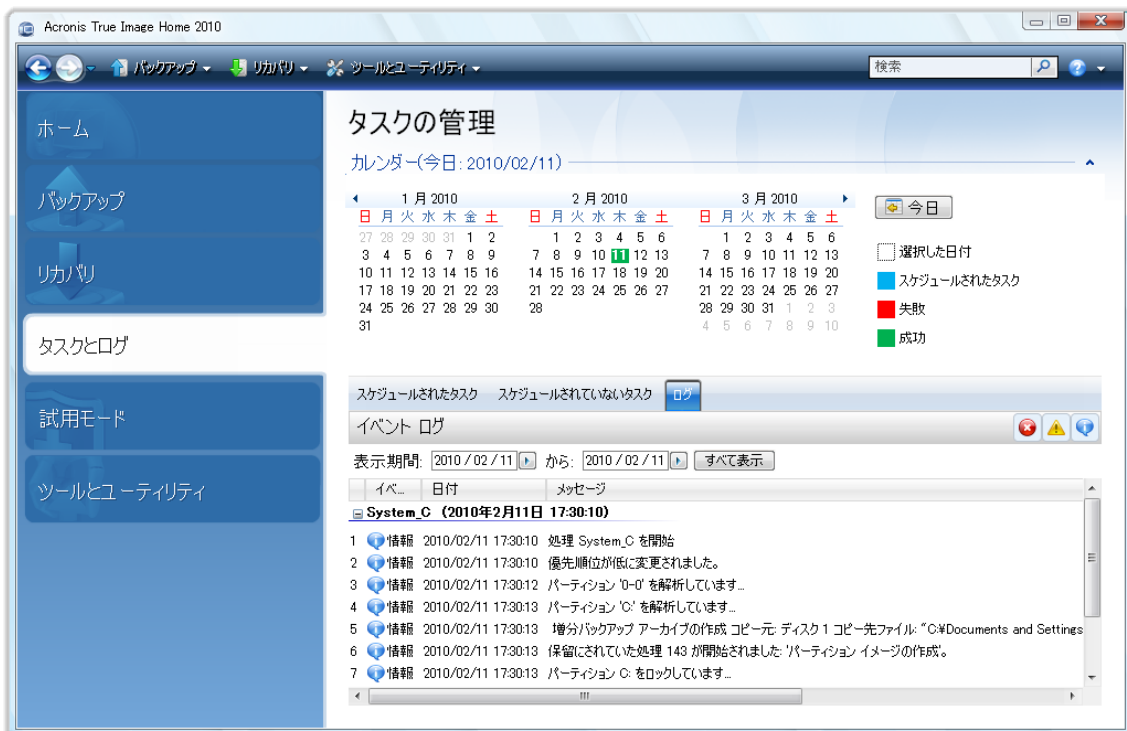 Acronis True Image Home 2010
バックアップ リカバリ ツールとユーティリティ 検索
ホーム
バックアップ
リカバリ
タスクとログ
試用モード
ツールとユーティリティ
タスクの管理
カレンダー(今日: 2010/02/11)
1 月 2010
日 月 火 水 木 金 土
27 28 29 30 31 1 2
3 4 5 6 7 8 9
10 11 12 13 14 15 16
17 18 19 20 21 22 23
24 25 26 27 28 29 30
31
2 月 2010
日 月 火 水 木 金 土
1 2 3 4 5 6
7 8 9 10 11 12 13
14 15 16 17 18 19 20
21 22 23 24 25 26 27
28
3 月 2010
日 月 火 水 木 金 土
1 2 3 4 5 6
7 8 9 10 11 12 13
14 15 16 17 18 19 20
21 22 23 24 25 26 27
28 29 30 31 1 2 3
4 5 6 7 8 9 10
今日
選択した日付
スケジュールされたタスク
失敗
成功
スケジュールされたタスク スケジュールされていないタスク ログ
イベント ログ
表示期間: 2010 / 02 / 11 から: 2010 / 02 / 11 すべて表示
イベ... 日付 メッセージ
System_C (2010年2月11日 17:30:10)
1 情報 2010/02/11 17:30:10 処理 System_C を開始
2 情報 2010/02/11 17:30:10 優先順位が低に変更されました。
3 情報 2010/02/11 17:30:12 パーティション '0-0' を解析しています...
4 情報 2010/02/11 17:30:13 パーティション 'C:' を解析しています...
5 情報 2010/02/11 17:30:13 増分バックアップ アーカイブの作成 コピー元: ディスク 1 コピー先ファイル: "C:¥Documents and Settings
6 情報 2010/02/11 17:30:13 保留にされていた処理 143 が開始されました: 'パーティション イメージの作成'。
7 情報 2010/02/11 17:30:13 パーティション C: をロックしています...